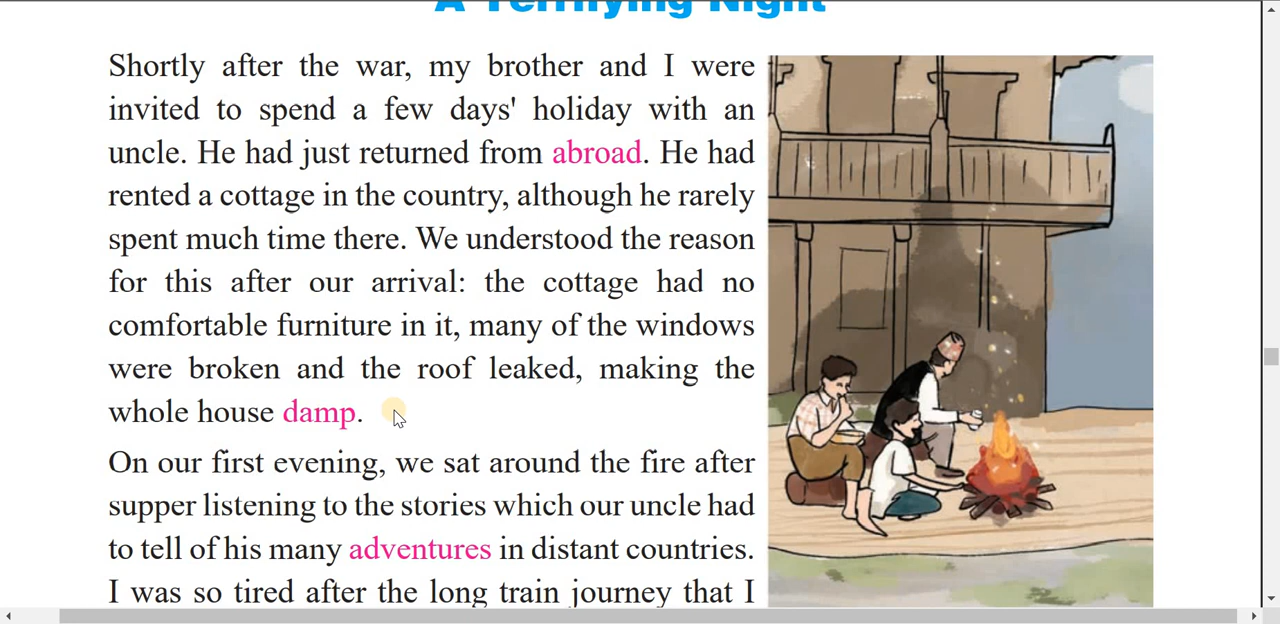 A Terrifying Night
Shortly after the war, my brother and I were
invited to spend a few days' holiday with an
uncle. He had just returned from abroad. He had
rented a cottage in the country, although he rarely
spent much time there. We understood the reason
for this after our arrival: the cottage had no
comfortable furniture in it, many of the windows
were broken and the roof leaked, making the
whole house damp.
On our first evening, we sat around the fire after
supper listening to the stories which our uncle had
to tell of his many adventures in distant countries.
I was so tired after the long train journey that I